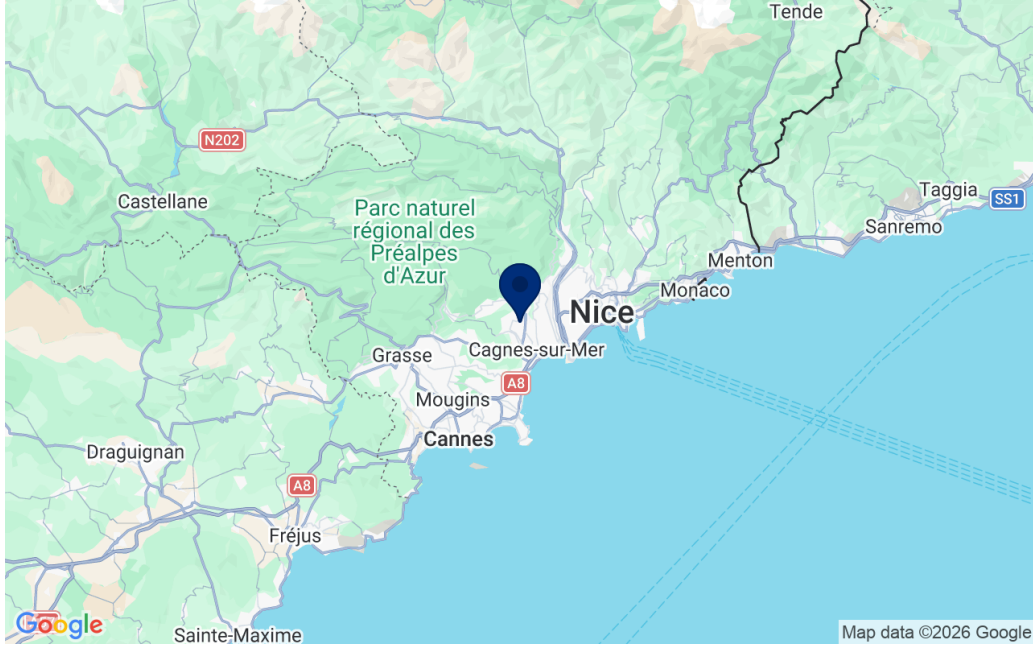 Tende
N202
Castellane
Taggia
SS1
Parc naturel
régional des
Préalpes
d'Azur
Sanremo
Menton
Monaco
Nice
Cagnes-sur-Mer
Grasse
A8
Mougins
Cannes
Draguignan
A8
Fréjus
Google
Sainte-Maxime
Map data ©2026 Google